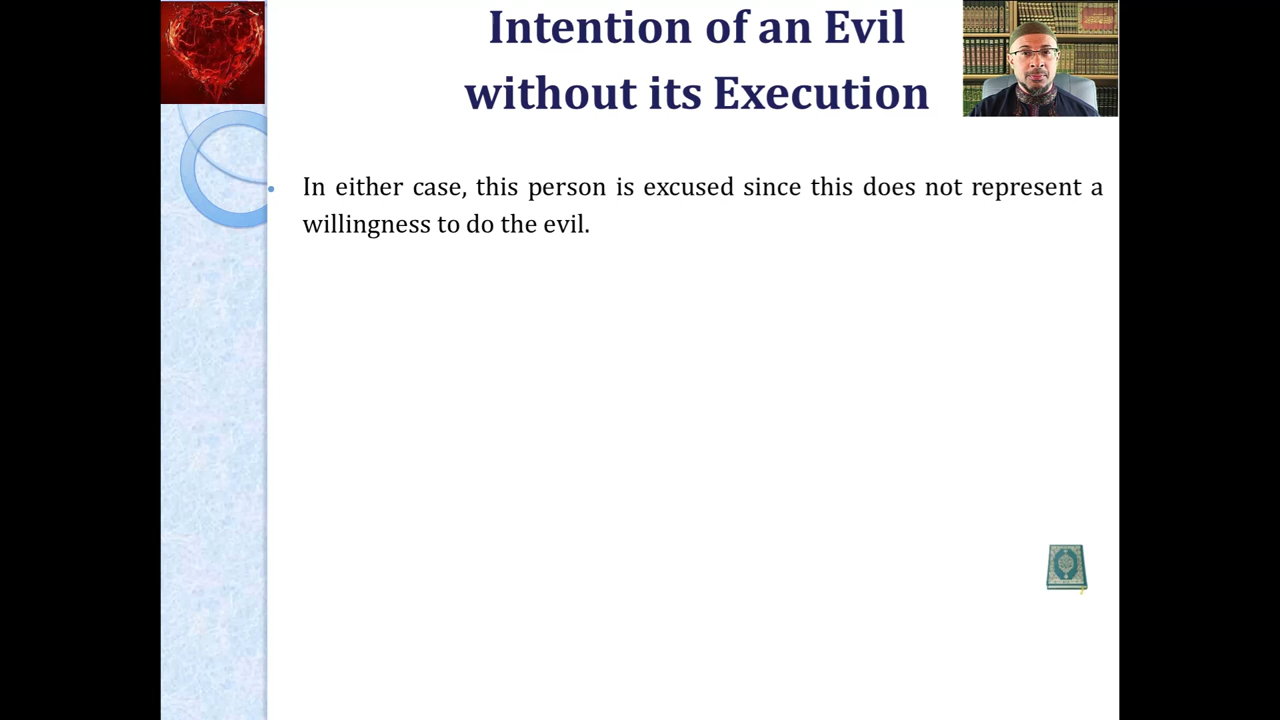 Intention of an Evil
without its Execution
In either case, this person is excused since this does not represent a
willingness to do the evil.